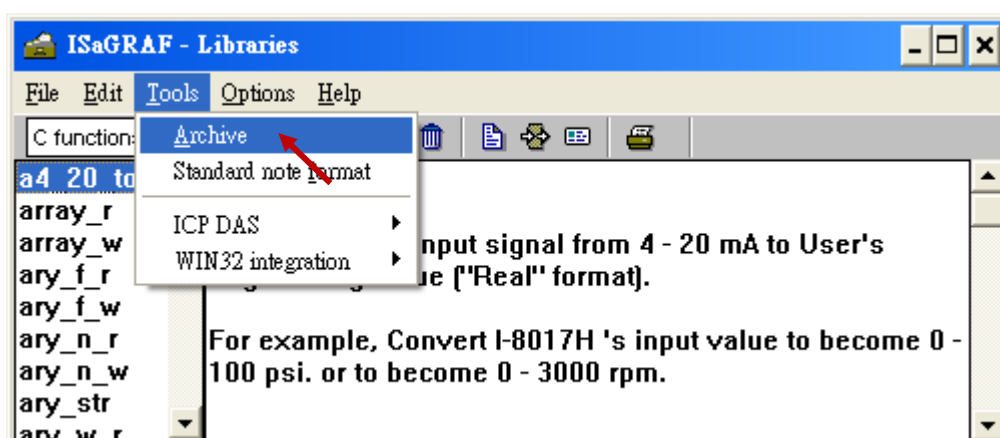 ISaGRAF - Libraries
File Edit Tools Options Help
C function
Archive
Standard note format
ICP DAS
WIN32 integration
a4_20_to
array_r
array_w
ary_f_r
ary_f_w
ary_n_r
ary_n_w
ary_str
ary_w_r
nput signal from 4 - 20 mA to User's
ue ("Real" format).
For example, Convert I-8017H 's input value to become 0 -
100 psi. or to become 0 - 3000 rpm.